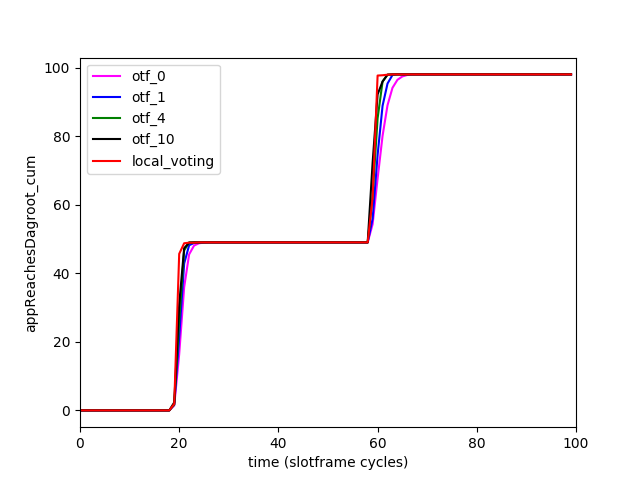 100
80
60
40
20
0
appReachesDagroot_cum
otf_0
otf_1
otf_4
otf_10
local_voting
0 20 40 60 80 100
time (slotframe cycles)